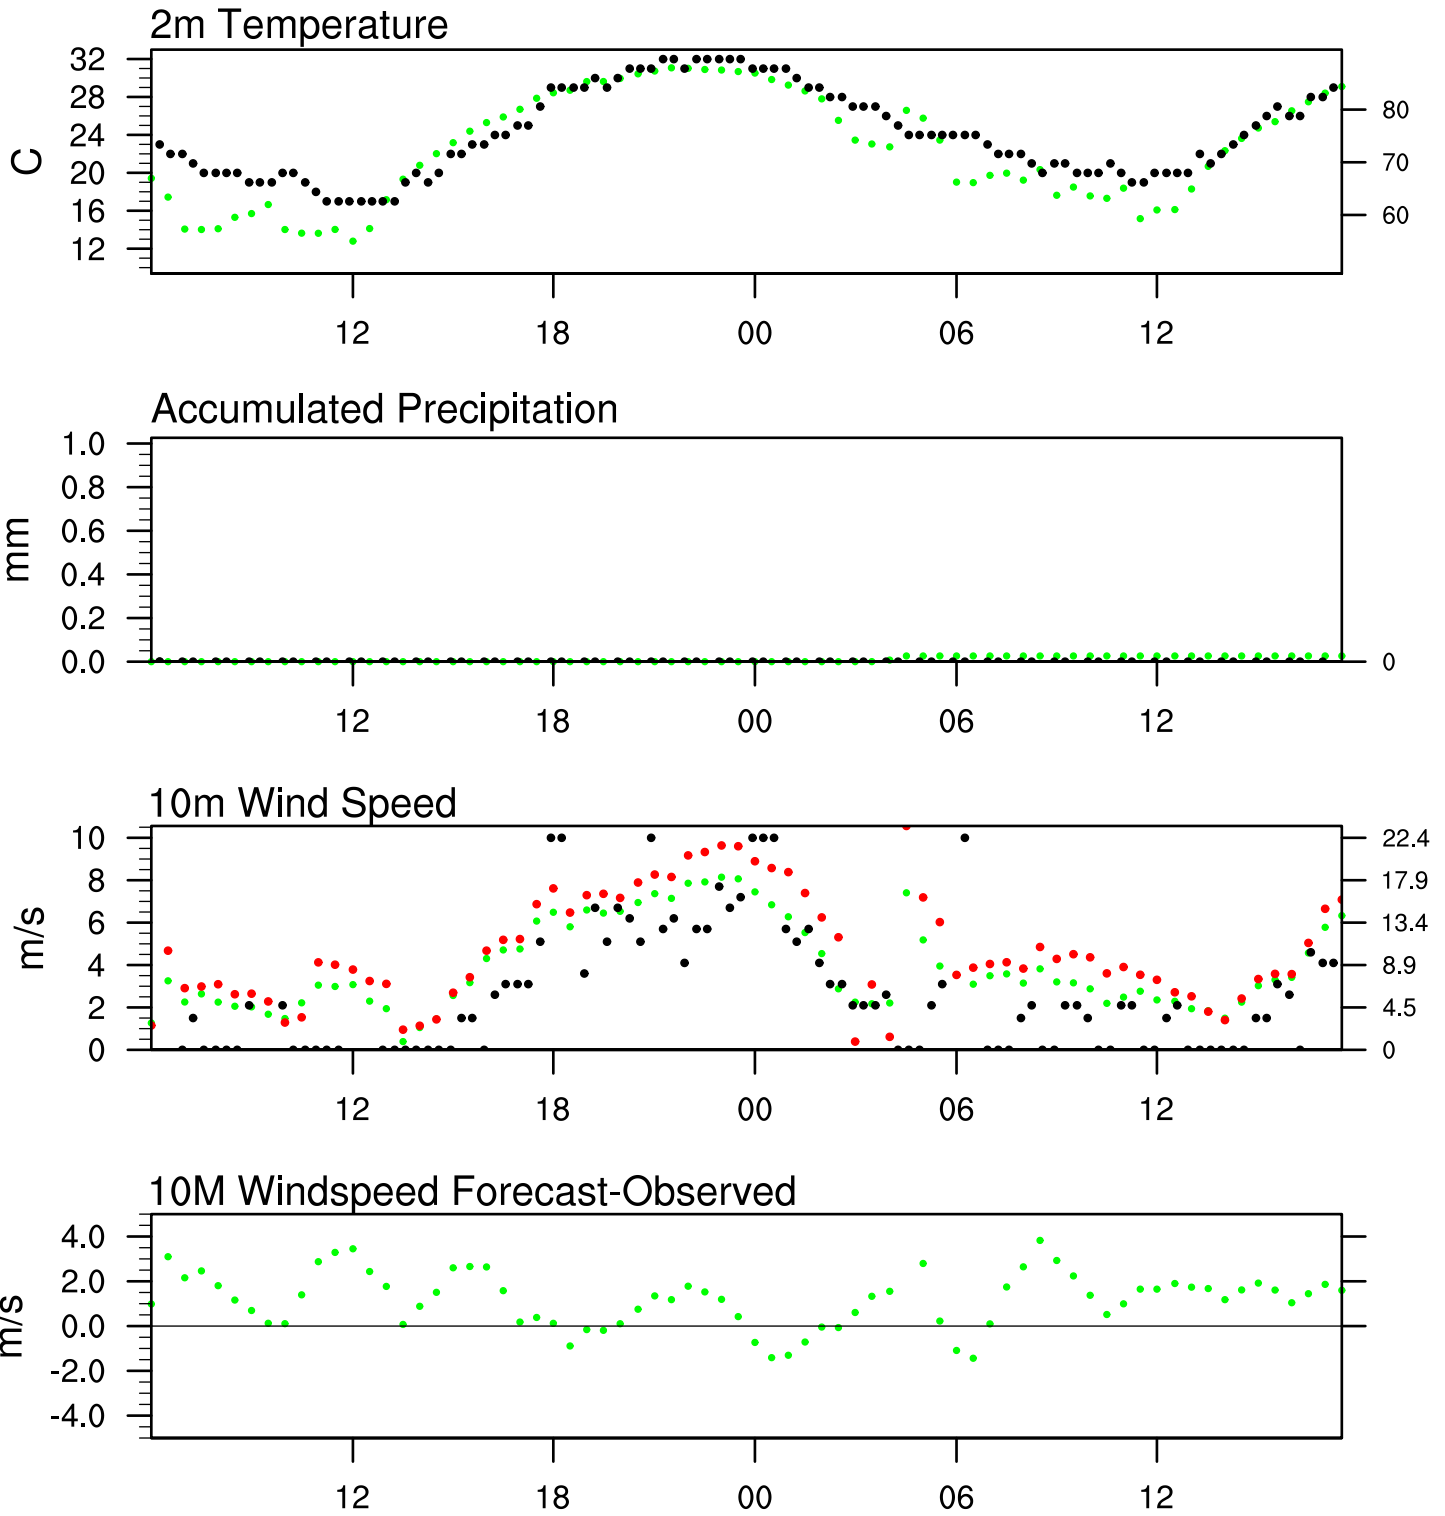 2m Temperature
32
28
24
20
16
12
C
80
70
60
12 18 00 06 12
Accumulated Precipitation
1.0
0.8
0.6
0.4
0.2
0.0
mm
0
12 18 00 06 12
10m Wind Speed
10
8
6
4
2
0
m/s
22.4
17.9
13.4
8.9
4.5
0
12 18 00 06 12
10M Windspeed Forecast-Observed
4.0
2.0
0.0
-2.0
-4.0
m/s
12 18 00 06 12